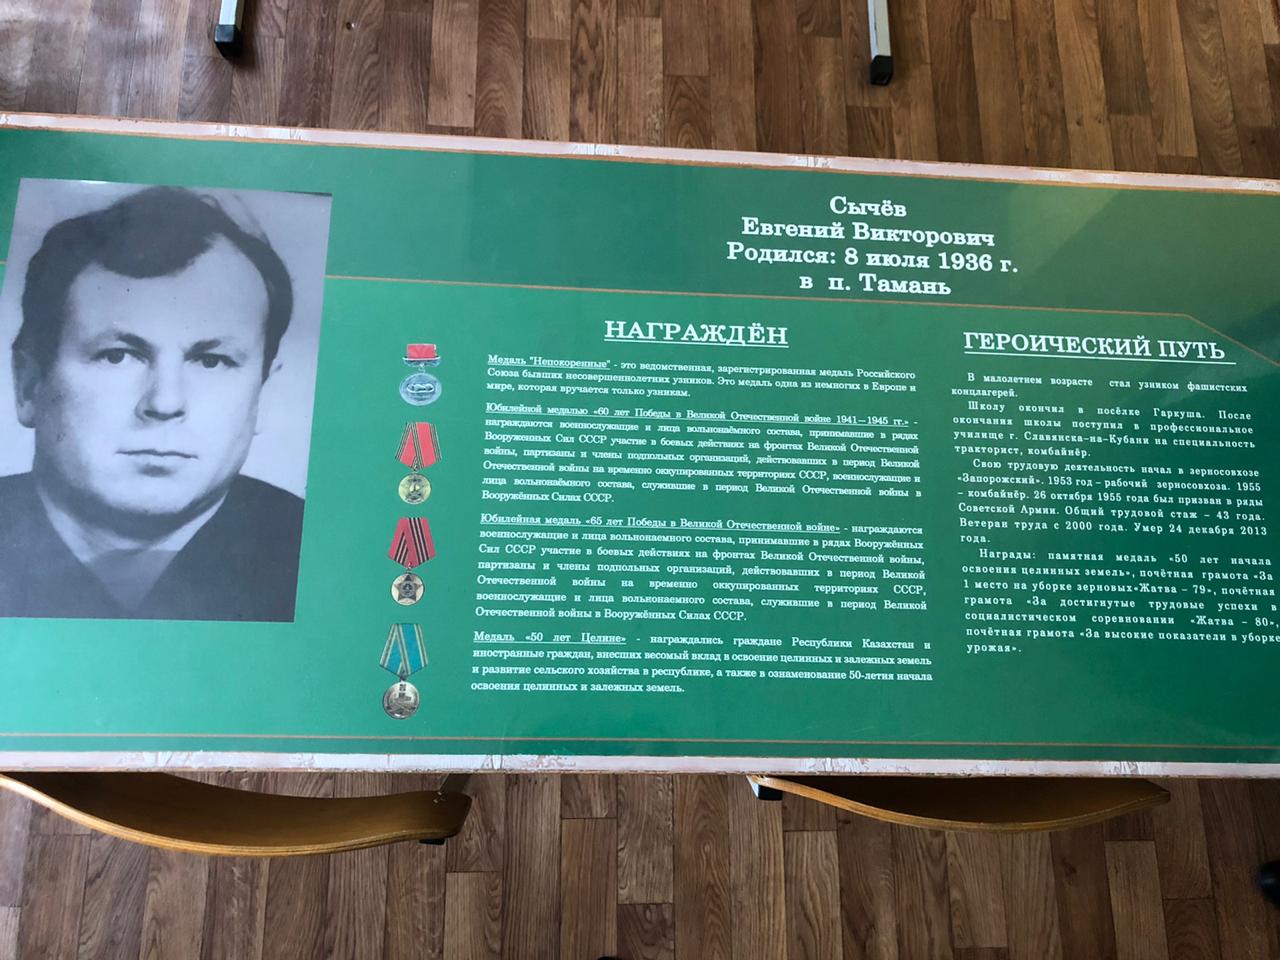 Сычёв
Евгений Викторович
Родился: 8 июля 1936 г.
в п. Тамань
НАГРАЖДЁН
Медаль "Непокоренные" - это ведомственная, зарегистрированная медаль Российского
Союза бывших несовершеннолетних узников. Это медаль одна из немногих в Европе и
мире, которая вручается только узникам.
Юбилейной медалью «60 лет Победы в Великой Отечественной войне 1941—1945 гг.» -
награждаются военнослужащие и лица вольнонаёмного состава, принимавшие в рядах
Вооруженных Сил СССР участие в боевых действиях на фронтах Великой Отечественной
войны, партизаны и члены подпольных организаций, действовавших в период Великой
Отечественной войны на временно оккупированных территориях СССР, военнослужащие и
лица вольнонаёмного состава, служившие в период Великой Отечественной войны в
Вооружённых Силах СССР.
Юбилейная медаль «65 лет Победы в Великой Отечественной войне» - награждаются
военнослужащие и лица вольнонаемного состава, принимавшие в рядах Вооружённых
Сил СССР участие в боевых действиях на фронтах Великой Отечественной войны,
партизаны и члены подпольных организаций, действовавших в период Великой
Отечественной войны на временно оккупированных территориях СССР,
военнослужащие и лица вольнонаемного состава, служившие в период Великой
Отечественной войны в Вооружённых Силах СССР.
Медаль «50 лет Целине» - награждались граждане Республики Казахстан и
иностранные граждан, внесших весомый вклад в освоение целинных и залежных земель
и развитие сельского хозяйства в республике, а также в ознаменование 50-летия начала
освоения целинных и залежных земель.
ГЕРОИЧЕСКИЙ ПУТЬ
В малолетнем возрасте стал узником фашистских
концлагерей.
Школу окончил в посёлке Гаркуша. После
окончания школы поступил в профессиональное
училище г. Славянска-на-Кубани на специальность
тракторист, комбайнёр.
Свою трудовую деятельность начал в зерносовхозе
«Запорожский». 1953 год – рабочий зерносовхоза. 1955
– комбайнёр. 26 октября 1955 года был призван в ряды
Советской Армии. Общий трудовой стаж – 43 года.
Ветеран труда с 2000 года. Умер 24 декабря 2013
года.
Награды: памятная медаль «50 лет начала
освоения целинных земель», почётная грамота «За
1 место на уборке зерновых«Жатва – 79», почётная
грамота «За достигнутые трудовые успехи в
социалистическом соревновании «Жатва – 80»,
почётная грамота «За высокие показатели в уборке
урожая».